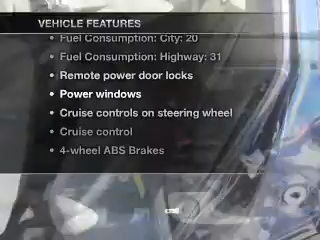 VEHICLE FEATURES
• Fuel Consumption: City: 20
• Fuel Consumption: Highway: 31
• Remote power door locks
• Power windows
• Cruise controls on steering wheel
• Cruise control
• 4-wheel ABS Brakes